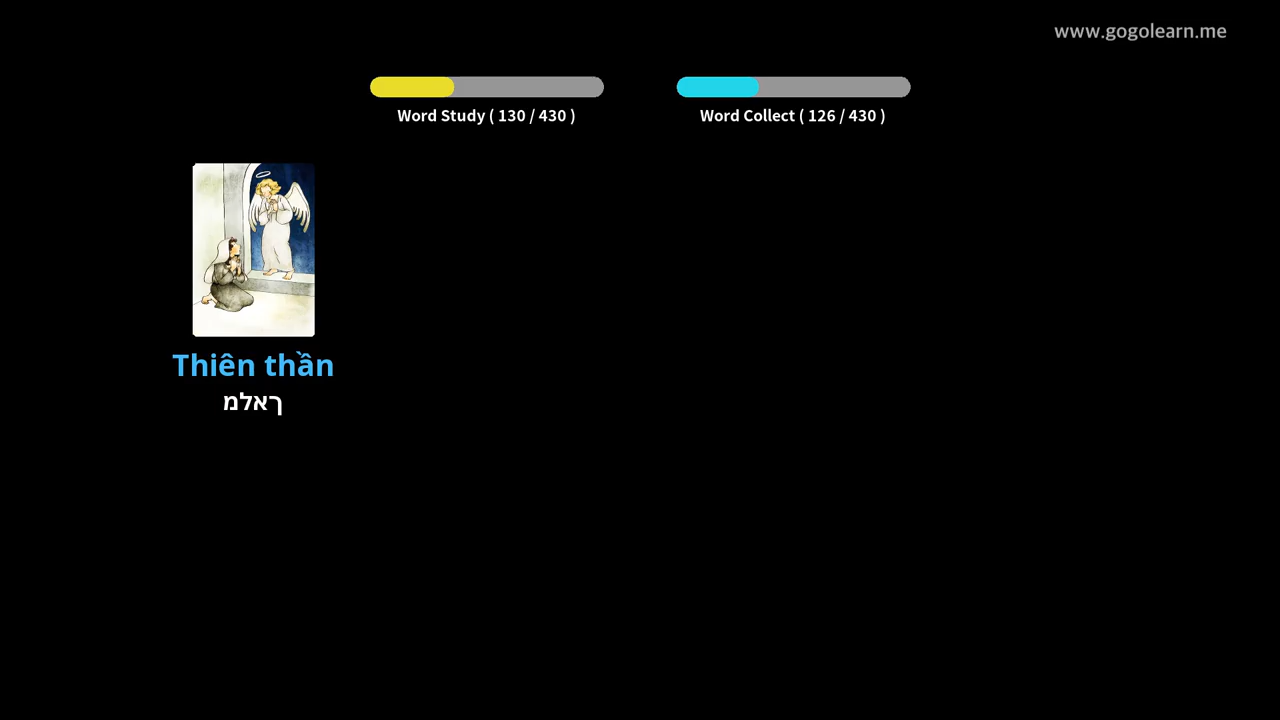 www.gogolearn.me
Word Study ( 130 / 430 )
Word Collect ( 126 / 430 )
Thiên thần
ךאלמ